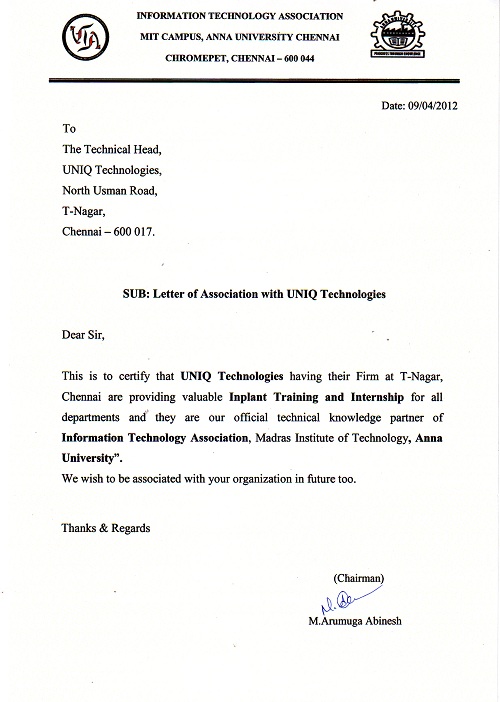 INFORMATION TECHNOLOGY ASSOCIATION
MIT CAMPUS, ANNA UNIVERSITY CHENNAI
CHROMEPET, CHENNAI – 600 044
Date: 09/04/2012
To
The Technical Head,
UNIQ Technologies,
North Usman Road,
T-Nagar,
Chennai – 600 017.
SUB: Letter of Association with UNIQ Technologies
Dear Sir,
This is to certify that UNIQ Technologies having their Firm at T-Nagar,
Chennai are providing valuable Inplant Training and Internship for all
departments and they are our official technical knowledge partner of
Information Technology Association, Madras Institute of Technology, Anna
University”.
We wish to be associated with your organization in future too.
Thanks & Regards
(Chairman)
M.Arumuga Abinesh